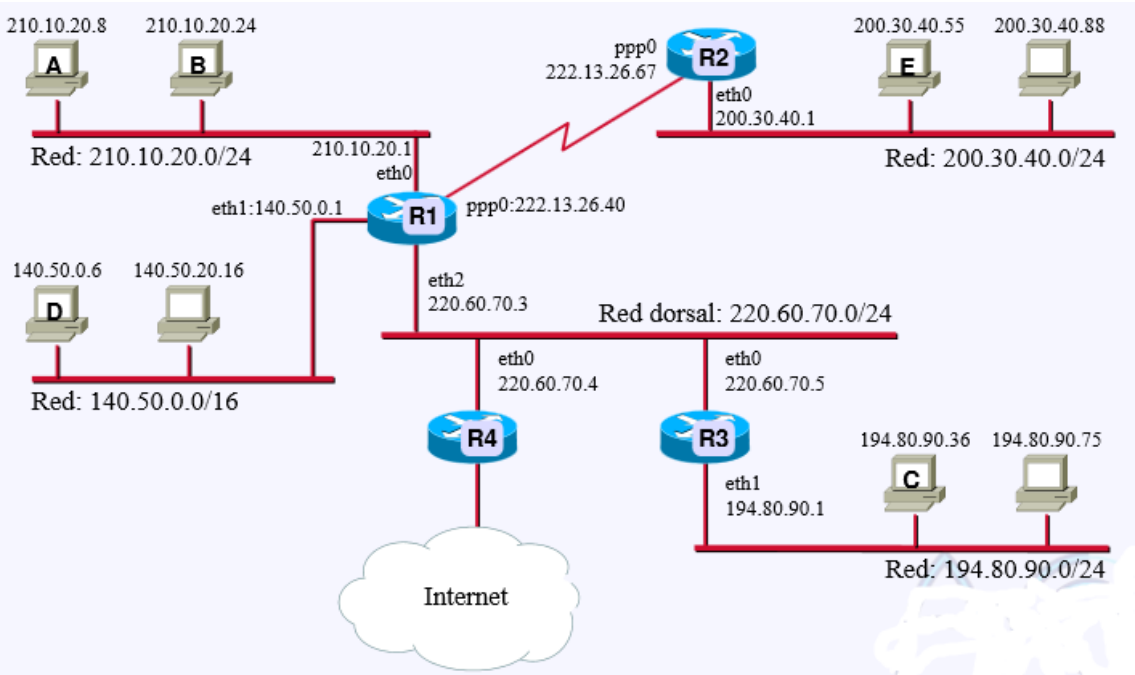 210.10.20.8
210.10.20.24
A
B
Red: 210.10.20.0/24
210.10.20.1
eth0
ppp0
222.13.26.67
R2
eth0
200.30.40.1
200.30.40.55
200.30.40.88
E
Red: 200.30.40.0/24
eth1:140.50.0.1
R1
ppp0:222.13.26.40
140.50.0.6
140.50.20.16
D
Red: 140.50.0.0/16
eth2
220.60.70.3
Red dorsal: 220.60.70.0/24
eth0
220.60.70.4
eth0
220.60.70.5
R4
R3
eth1
194.80.90.1
194.80.90.36
194.80.90.75
C
Red: 194.80.90.0/24
Internet